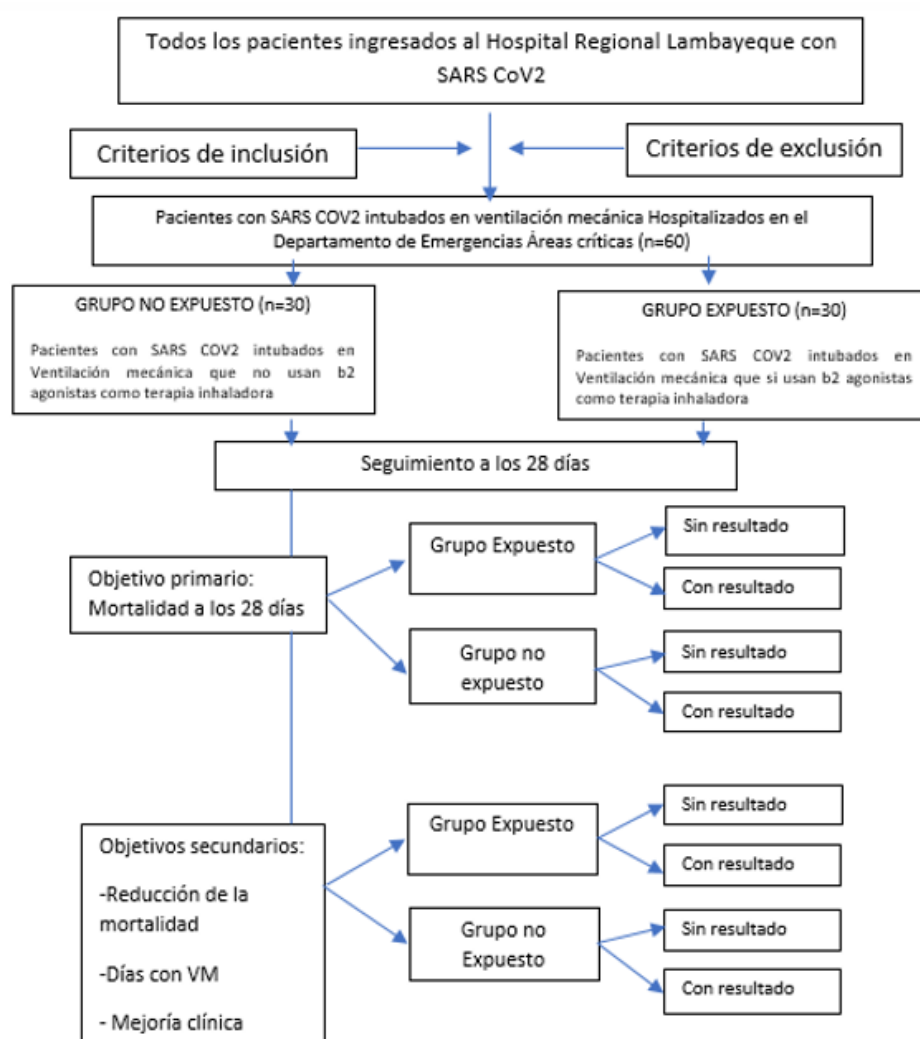 Todos los pacientes ingresados al Hospital Regional Lambayeque con
SARS CoV2
Criterios de inclusión
Criterios de exclusión
Pacientes con SARS COV2 intubados en ventilación mecánica Hospitalizados en el
Departamento de Emergencias Áreas críticas (n=60)
GRUPO NO EXPUESTO (n=30)
Pacientes con SARS COV2 intubados en
Ventilación mecánica que no usan b2
agonistas como terapia inhaladora
GRUPO EXPUESTO (n=30)
Pacientes con SARS COV2 intubados en
Ventilación mecánica que si usan b2 agonistas
como terapia inhaladora
Seguimiento a los 28 días
Objetivo primario:
Mortalidad a los 28 días
Grupo Expuesto
Sin resultado
Con resultado
Grupo no
expuesto
Sin resultado
Con resultado
Objetivos secundarios:
-Reducción de la
mortalidad
-Días con VM
- Mejoría clínica
Grupo Expuesto
Sin resultado
Con resultado
Grupo no
Expuesto
Sin resultado
Con resultado